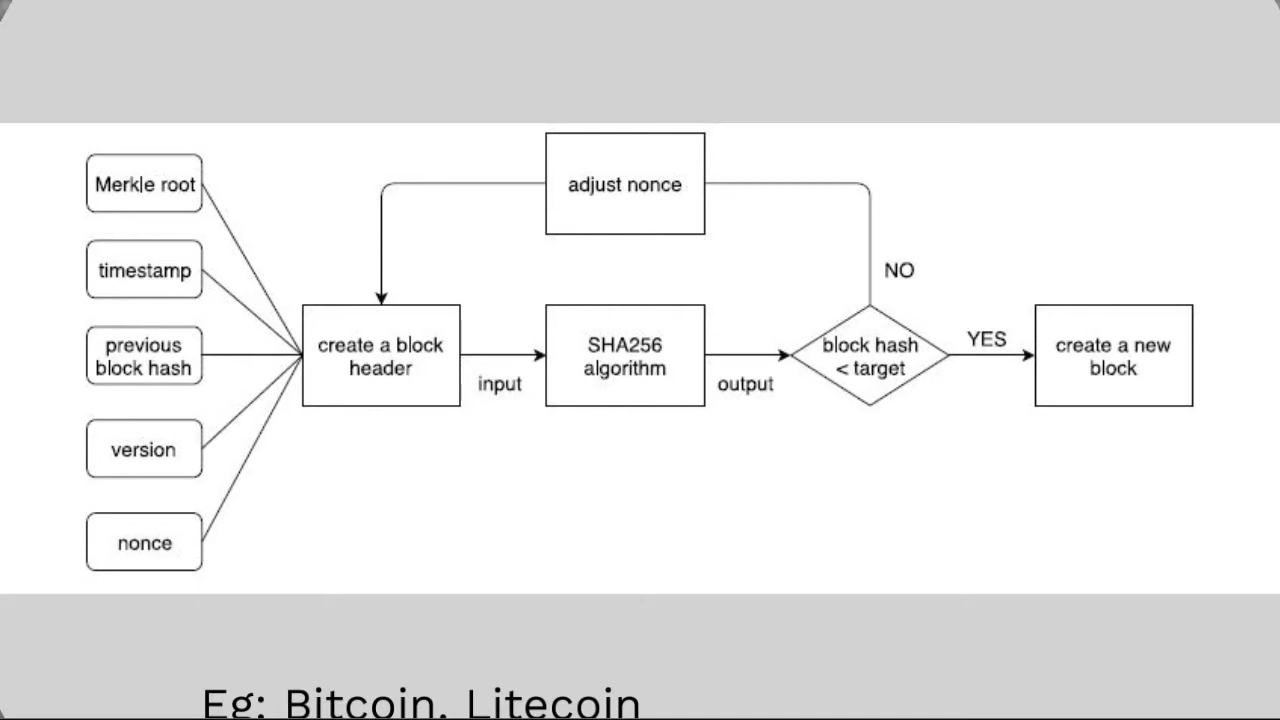 Merkle root
timestamp
previous
block hash
version
nonce
adjust nonce
create a block
header
input
SHA256
algorithm
output
block hash
< target
NO
YES
create a new
block
Eg: Bitcoin, Litecoin